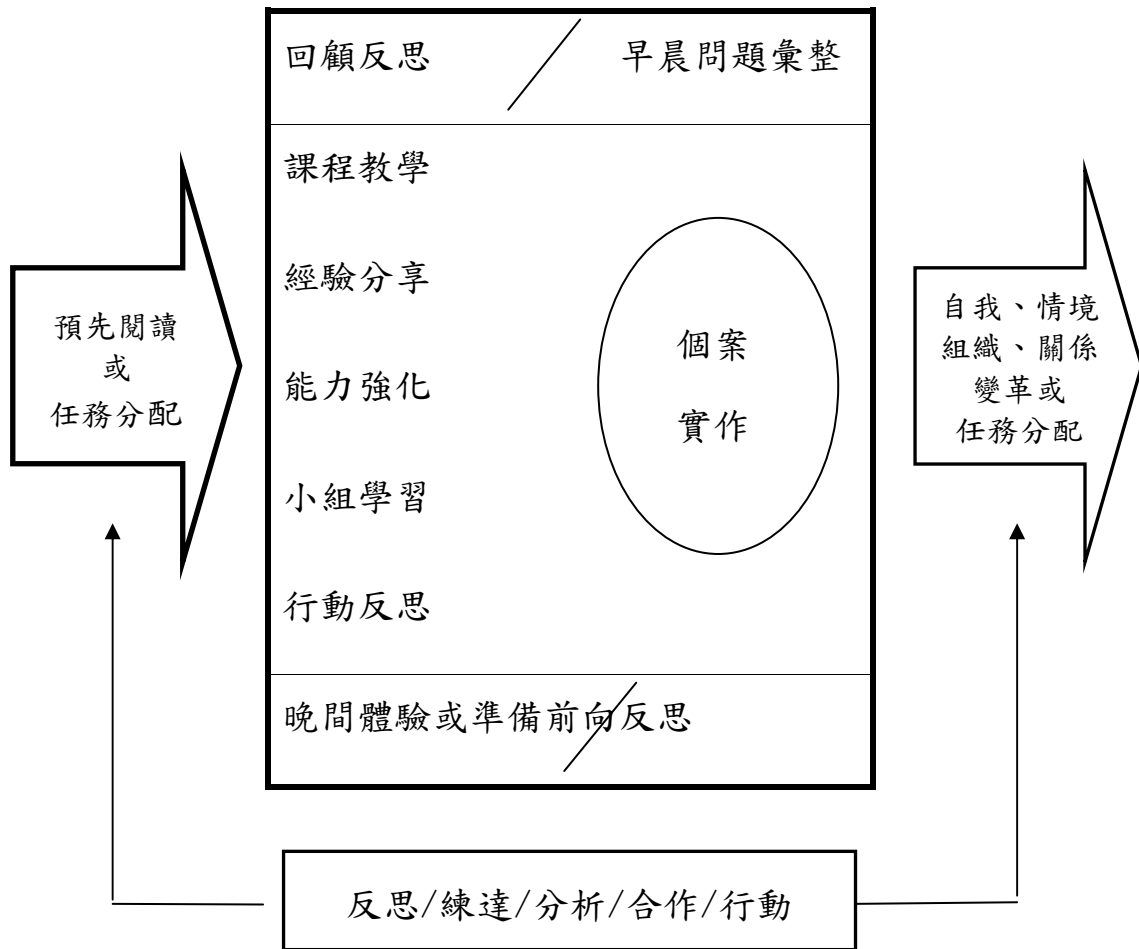 回顧反思 早晨問題彙整
課程教學
經驗分享
能力強化
小組學習
行動反思
個案
實作
晚間體驗或準備前向反思
預先閱讀
或
任務分配
自我、情境
組織、關係
變革或
任務分配
反思/練達/分析/合作/行動